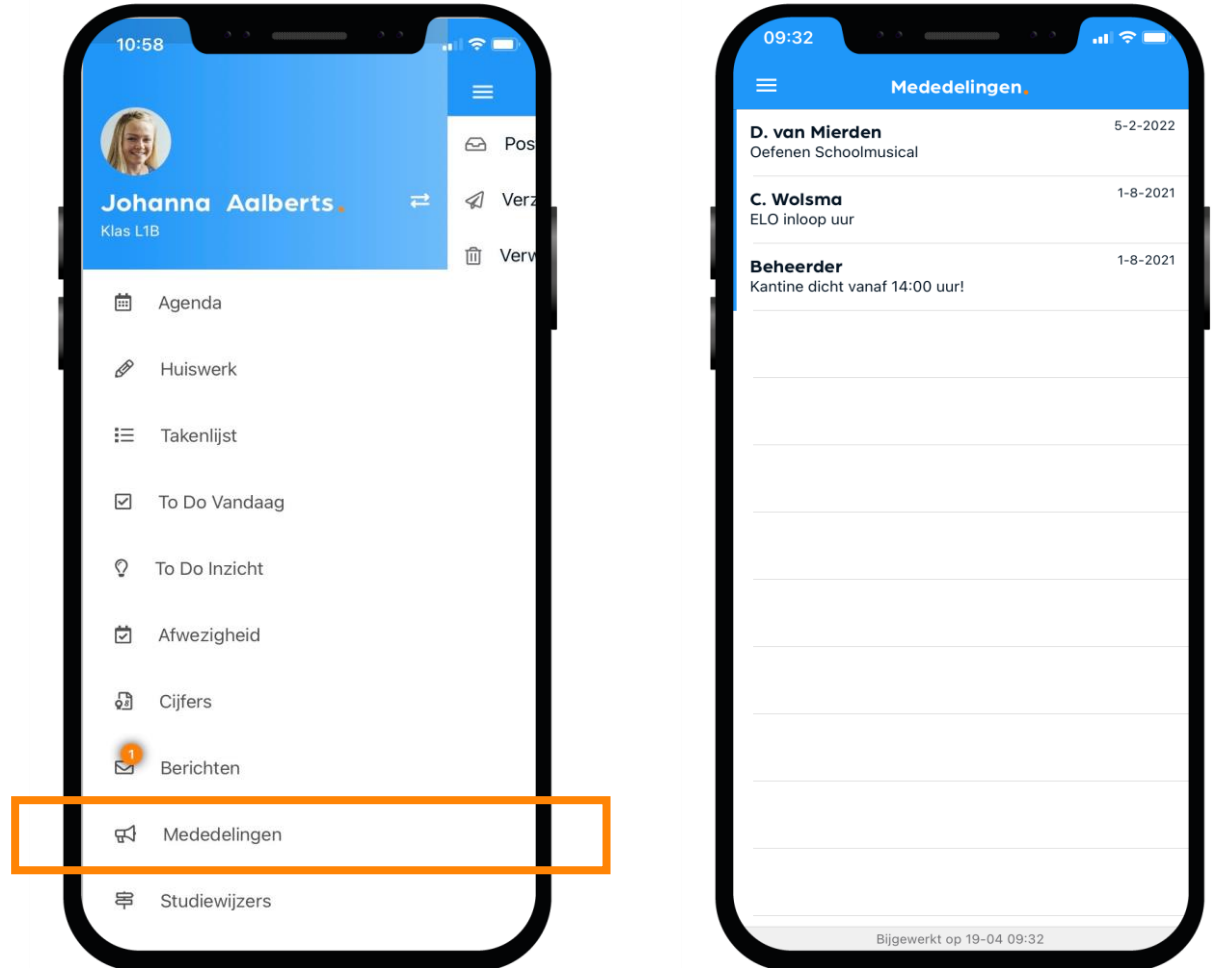 10:58
Johanna Aalberts.
Klas L1B
Agenda
Huiswerk
Takenlijst
To Do Vandaag
To Do Inzicht
Afwezigheid
Cijfers
1
Berichten
Mededelingen
Studiewijzers
Pos
Verz
Verw
09:32
Mededelingen.
D. van Mierden 5-2-2022
Oefenen Schoolmusical
C. Wolsma 1-8-2021
ELO inloop uur
Beheerder 1-8-2021
Kantine dicht vanaf 14:00 uur!
Bijgewerkt op 19-04 09:32